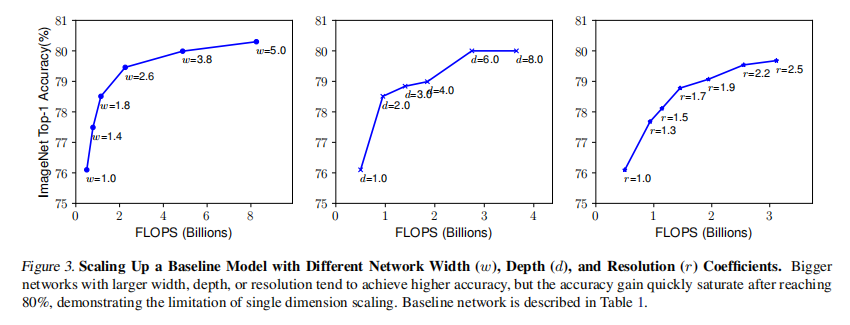 ImageNet Top-1 Accuracy(%)
81
80
79
78
77
76
75
w=1.0
w=1.4
w=1.8
w=2.6
w=3.8
w=5.0
0 2 4 6 8
FLOPS (Billions)
81
80
79
78
77
76
75
d=1.0
d=2.0
d=3.0
d=4.0
d=6.0
d=8.0
0 1 2 3 4
FLOPS (Billions)
81
80
79
78
77
76
75
r=1.0
r=1.3
r=1.5
r=1.7
r=1.9
r=2.2
r=2.5
0 1 2 3
FLOPS (Billions)
Figure 3. Scaling Up a Baseline Model with Different Network Width (w), Depth (d), and Resolution (r) Coefficients. Bigger
networks with larger width, depth, or resolution tend to achieve higher accuracy, but the accuracy gain quickly saturate after reaching
80%, demonstrating the limitation of single dimension scaling. Baseline network is described in Table 1.